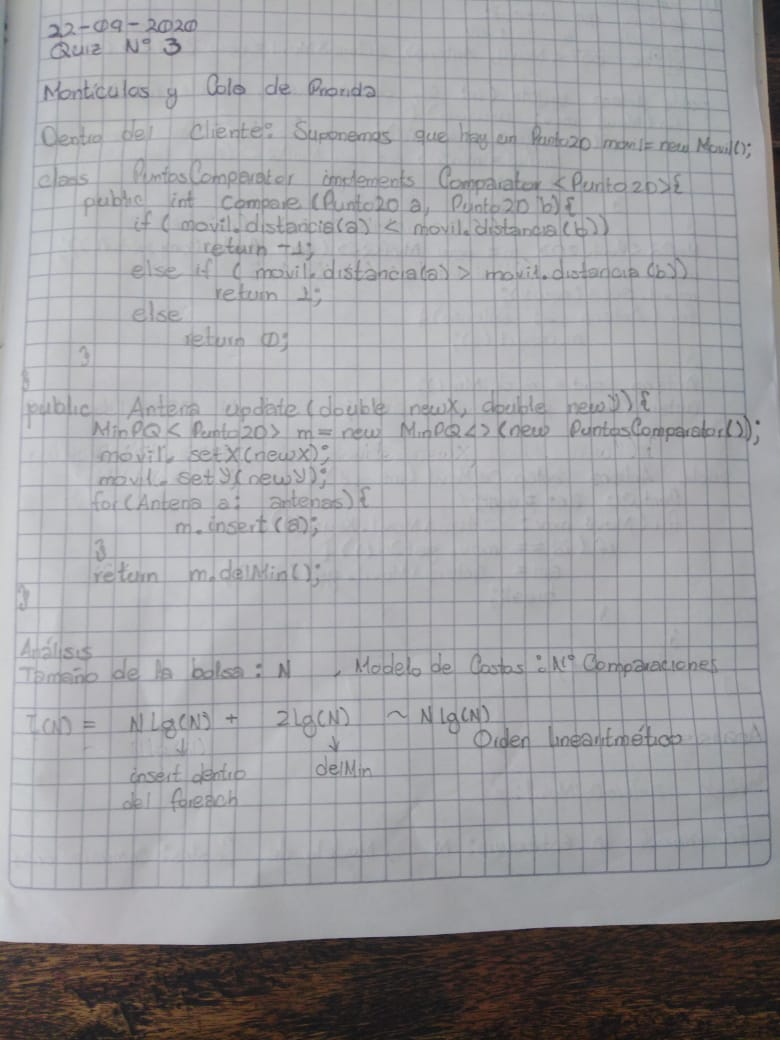 22-09-2020
Quiz Nº 3
Montículos y Cola de Prioridad
Dentro del Cliente: Suponemos que hay un Punto2D movil = new Movil();
class PuntosComparator implements Comparator <Punto2D>{
public int compare (Punto2D a, Punto2D b){
if ( movil.distancia(a) < movil.distancia(b))
return -1;
else if ( movil.distancia(a) > movil.distancia(b))
return 1;
else
return 0;
}
}
public Antena update (double newX, double newY){
MinPQ< Punto2D> m = new MinPQ<>(new PuntosComparator());
movil. setX(newX);
movil. setY(newY);
for (Antena a: antenas){
m.insert (a);
}
return m.delMin();
}
Análisis
Tamaño de la bolsa: N , Modelo de Costos: Nº Comparaciones
T(N) = N Lg(N) + 2Lg(N) ~ N lg(N)
Orden linearitmético
↓ ↓
insert dentro delMin
del foreach